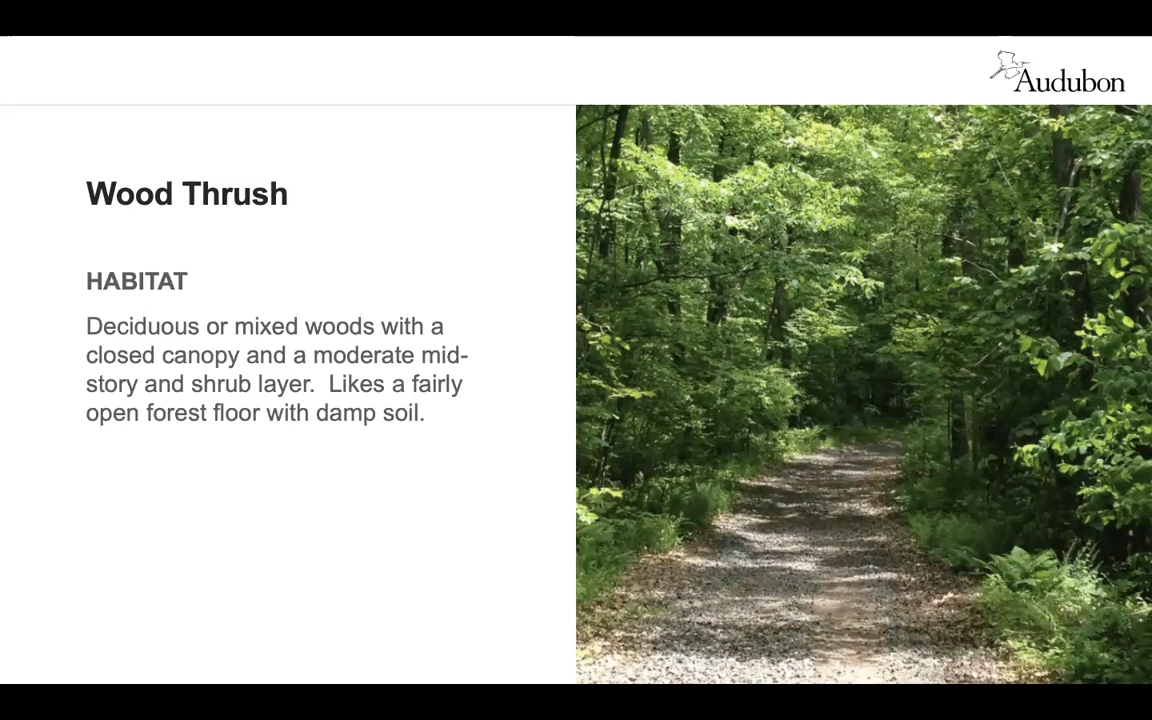 Audubon
Wood Thrush
HABITAT
Deciduous or mixed woods with a
closed canopy and a moderate mid-
story and shrub layer.  Likes a fairly
open forest floor with damp soil.